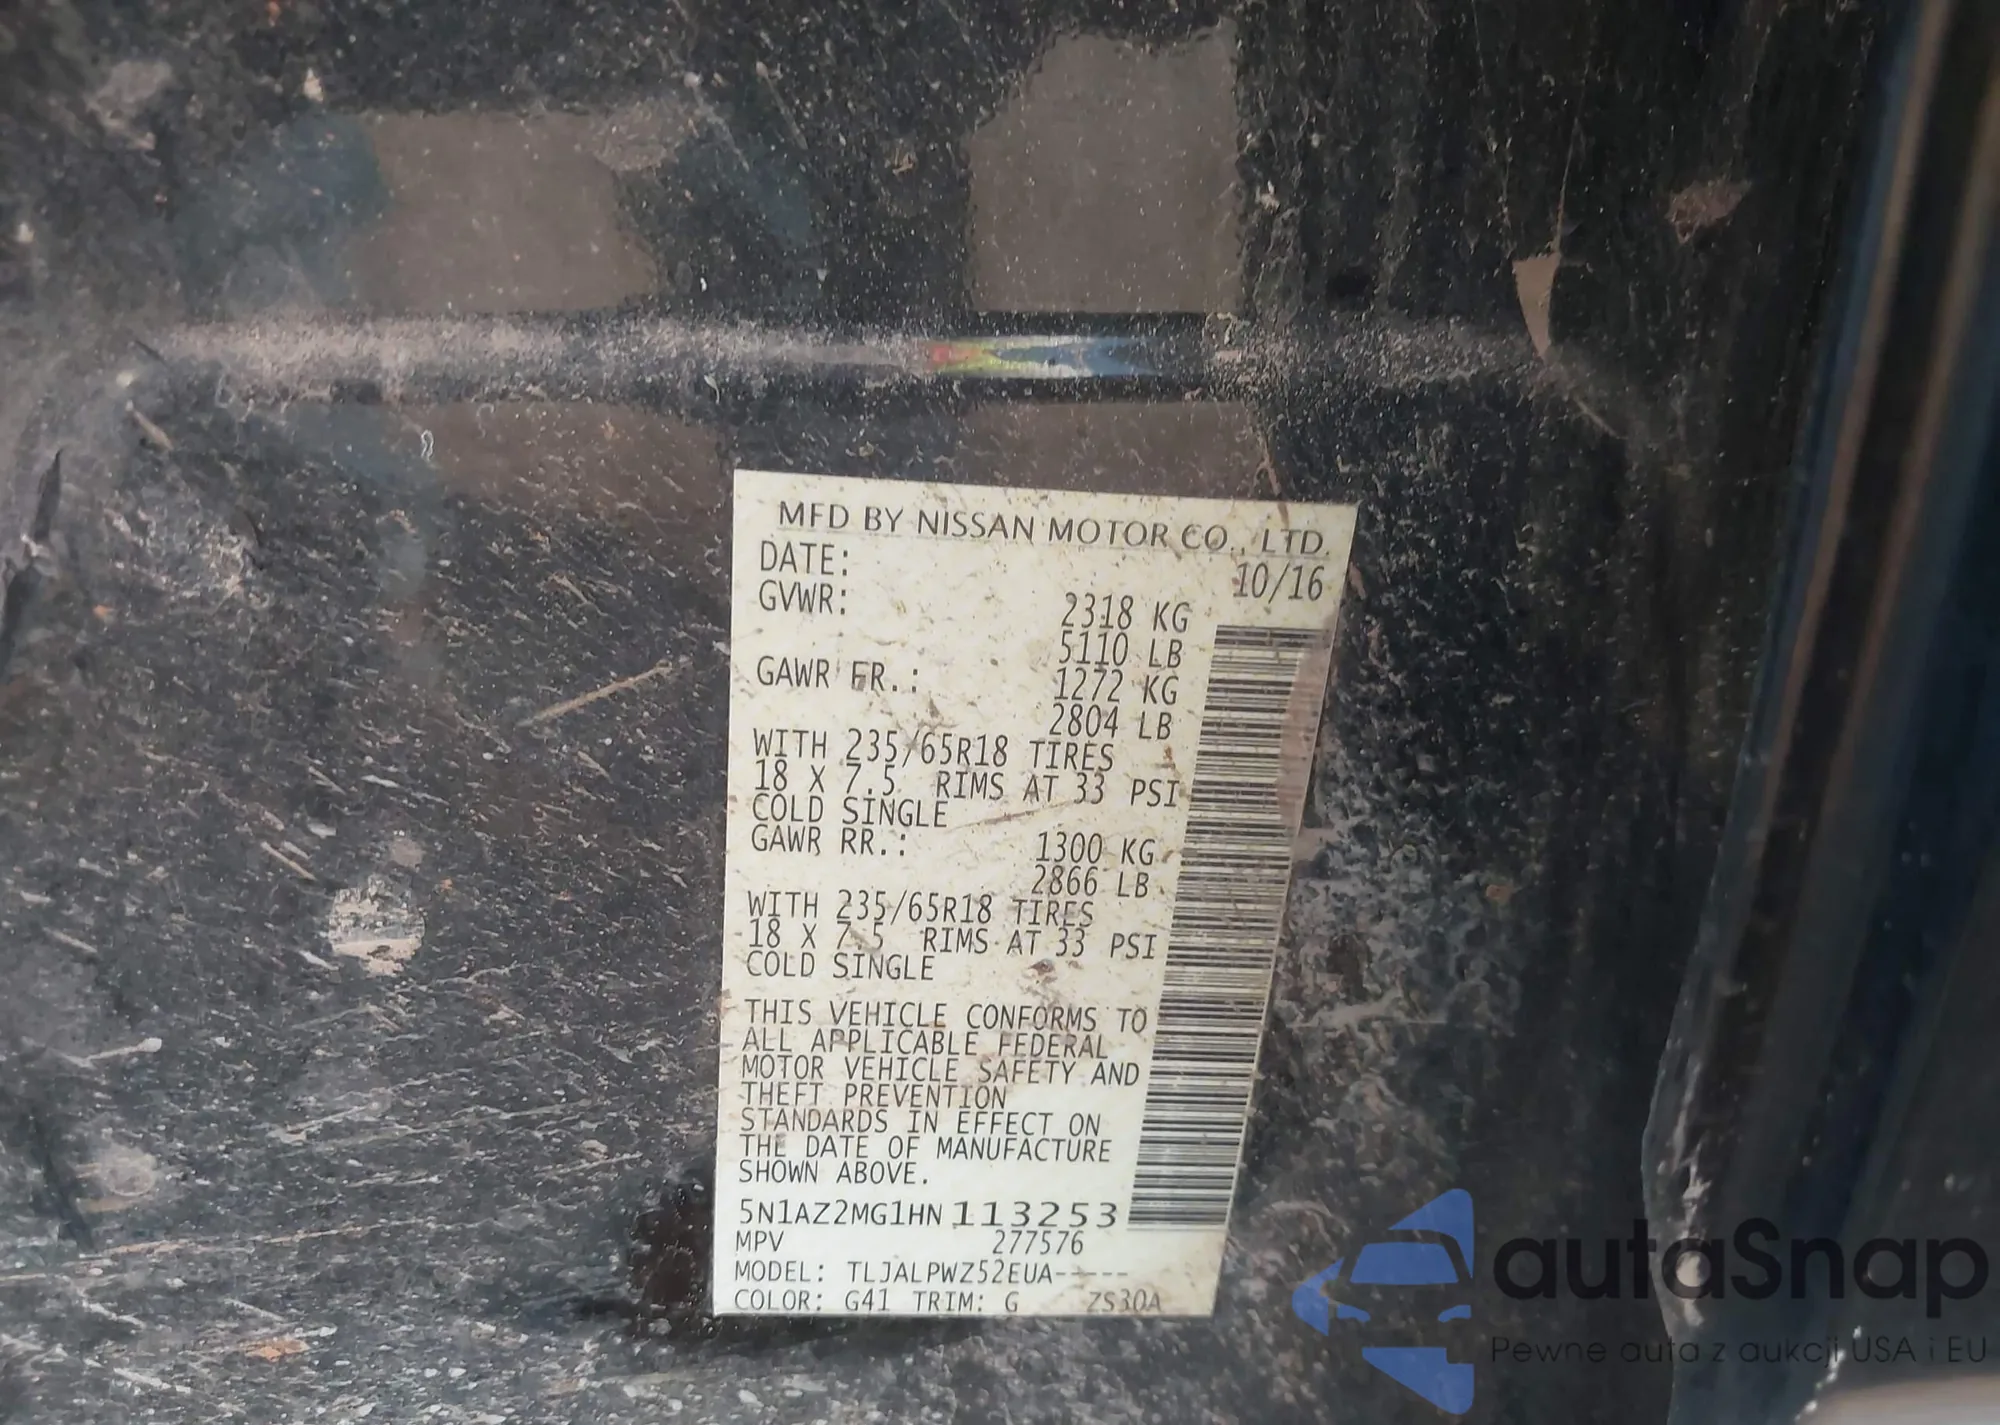 MFD BY NISSAN MOTOR CO., LTD.
DATE: 10/16
GVWR: 2318 KG
5110 LB
GAWR FR.: 1272 KG
2804 LB
WITH 235/65R18 TIRES
18 X 7.5 RIMS AT 33 PSI
COLD SINGLE
GAWR RR.: 1300 KG
2866 LB
WITH 235/65R18 TIRES
18 X 7.5 RIMS AT 33 PSI
COLD SINGLE
THIS VEHICLE CONFORMS TO
ALL APPLICABLE FEDERAL
MOTOR VEHICLE SAFETY AND
THEFT PREVENTION
STANDARDS IN EFFECT ON
THE DATE OF MANUFACTURE
SHOWN ABOVE.
5N1AZ2MG1HN113253
MPV 277576
MODEL: TLJALPWZ52EUA-----
COLOR: G41 TRIM: G ZS30A
autaSnap
Pewne auta z aukcji USA i EU